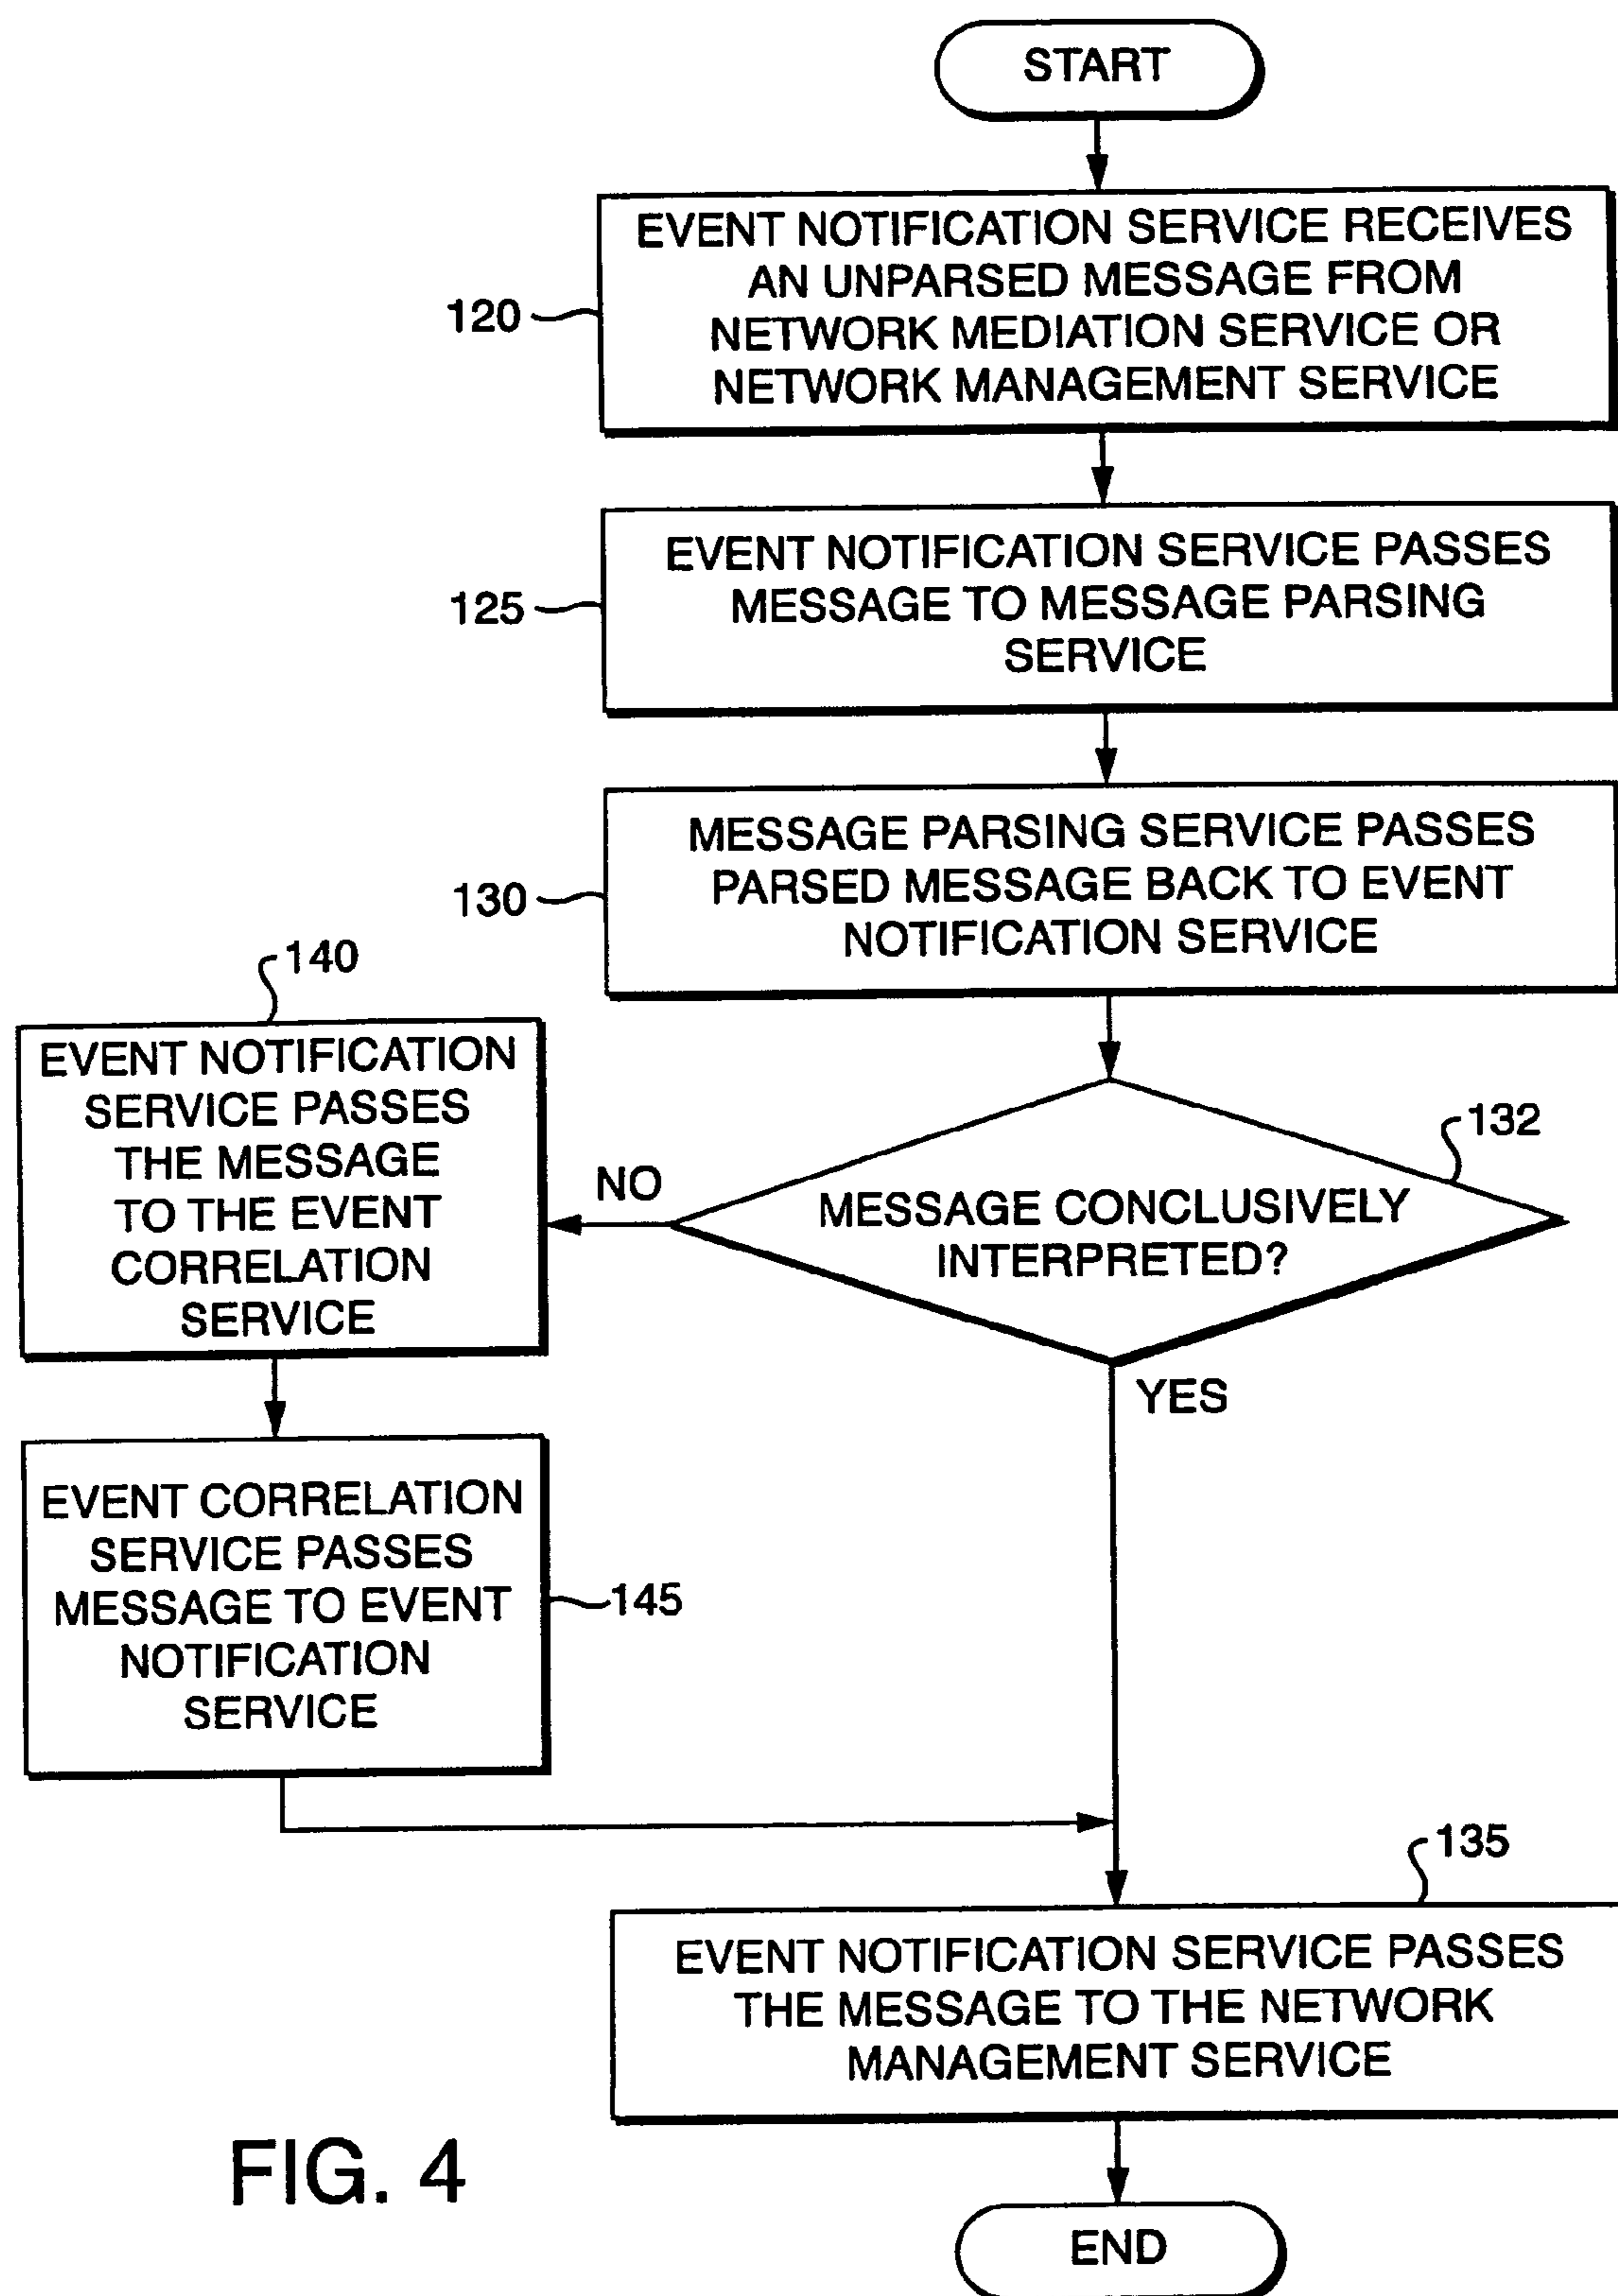 START
EVENT NOTIFICATION SERVICE RECEIVES
AN UNPARSED MESSAGE FROM
NETWORK MEDIATION SERVICE OR
NETWORK MANAGEMENT SERVICE
120
EVENT NOTIFICATION SERVICE PASSES
MESSAGE TO MESSAGE PARSING
SERVICE
125
MESSAGE PARSING SERVICE PASSES
PARSED MESSAGE BACK TO EVENT
NOTIFICATION SERVICE
130
140
EVENT NOTIFICATION
SERVICE PASSES
THE MESSAGE
TO THE EVENT
CORRELATION
SERVICE
NO
132
MESSAGE CONCLUSIVELY
INTERPRETED?
YES
EVENT CORRELATION
SERVICE PASSES
MESSAGE TO EVENT
NOTIFICATION
SERVICE
145
135
EVENT NOTIFICATION SERVICE PASSES
THE MESSAGE TO THE NETWORK
MANAGEMENT SERVICE
FIG. 4
END